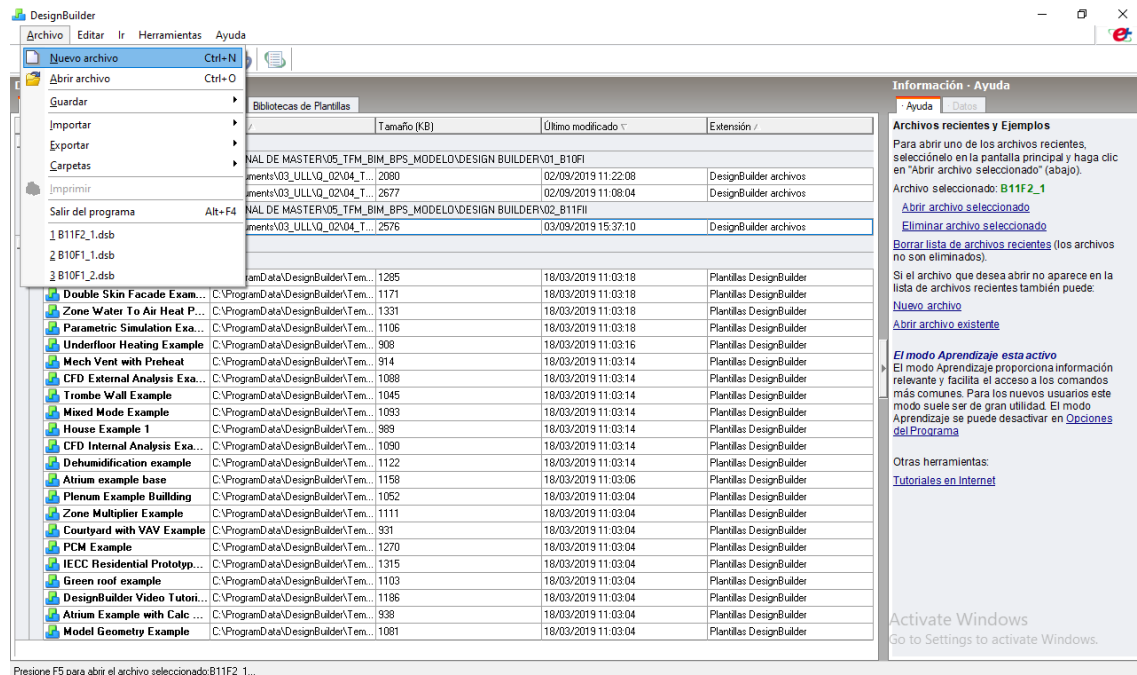 DesignBuilder
Archivo Editar Ir Herramientas Ayuda
Nuevo archivo Ctrl+N
Abrir archivo Ctrl+O
Guardar
Importar
Exportar
Carpetas
Imprimir
Salir del programa Alt+F4
1 B11F2_1.dsb
2 B10F1_1.dsb
3 B10F1_2.dsb
Bibliotecas de Plantillas
Tamaño (KB) Último modificado Extensión
NAL DE MASTER\05_TFM_BIM_BPS_MODELO\DESIGN BUILDER\01_B10FI
uments\03_ULL\Q_02\04_T... 2080 02/09/2019 11:22:08 DesignBuilder archivos
uments\03_ULL\Q_02\04_T... 2677 02/09/2019 11:08:04 DesignBuilder archivos
NAL DE MASTER\05_TFM_BIM_BPS_MODELO\DESIGN BUILDER\02_B11FII
uments\03_ULL\Q_02\04_T... 2576 03/09/2019 15:37:10 DesignBuilder archivos
ramData\DesignBuilder\Tem... 1285 18/03/2019 11:03:18 Plantillas DesignBuilder
Double Skin Facade Exam... C:\ProgramData\DesignBuilder\Tem... 1171 18/03/2019 11:03:18 Plantillas DesignBuilder
Zone Water To Air Heat P... C:\ProgramData\DesignBuilder\Tem... 1331 18/03/2019 11:03:18 Plantillas DesignBuilder
Parametric Simulation Exa... C:\ProgramData\DesignBuilder\Tem... 1106 18/03/2019 11:03:18 Plantillas DesignBuilder
Underfloor Heating Example C:\ProgramData\DesignBuilder\Tem... 908 18/03/2019 11:03:16 Plantillas DesignBuilder
Mech Vent with Preheat C:\ProgramData\DesignBuilder\Tem... 914 18/03/2019 11:03:14 Plantillas DesignBuilder
CFD External Analysis Exa... C:\ProgramData\DesignBuilder\Tem... 1088 18/03/2019 11:03:14 Plantillas DesignBuilder
Trombe Wall Example C:\ProgramData\DesignBuilder\Tem... 1045 18/03/2019 11:03:14 Plantillas DesignBuilder
Mixed Mode Example C:\ProgramData\DesignBuilder\Tem... 1093 18/03/2019 11:03:14 Plantillas DesignBuilder
House Example 1 C:\ProgramData\DesignBuilder\Tem... 989 18/03/2019 11:03:14 Plantillas DesignBuilder
CFD Internal Analysis Exa... C:\ProgramData\DesignBuilder\Tem... 1090 18/03/2019 11:03:14 Plantillas DesignBuilder
Dehumidification example C:\ProgramData\DesignBuilder\Tem... 1122 18/03/2019 11:03:14 Plantillas DesignBuilder
Atrium example base C:\ProgramData\DesignBuilder\Tem... 1158 18/03/2019 11:03:06 Plantillas DesignBuilder
Plenum Example Buillding C:\ProgramData\DesignBuilder\Tem... 1052 18/03/2019 11:03:04 Plantillas DesignBuilder
Zone Multiplier Example C:\ProgramData\DesignBuilder\Tem... 1111 18/03/2019 11:03:04 Plantillas DesignBuilder
Courtyard with VAV Example C:\ProgramData\DesignBuilder\Tem... 931 18/03/2019 11:03:04 Plantillas DesignBuilder
PCM Example C:\ProgramData\DesignBuilder\Tem... 1270 18/03/2019 11:03:04 Plantillas DesignBuilder
IECC Residential Prototyp... C:\ProgramData\DesignBuilder\Tem... 1315 18/03/2019 11:03:04 Plantillas DesignBuilder
Green roof example C:\ProgramData\DesignBuilder\Tem... 1103 18/03/2019 11:03:04 Plantillas DesignBuilder
DesignBuilder Video Tutori... C:\ProgramData\DesignBuilder\Tem... 1186 18/03/2019 11:03:04 Plantillas DesignBuilder
Atrium Example with Calc ... C:\ProgramData\DesignBuilder\Tem... 938 18/03/2019 11:03:04 Plantillas DesignBuilder
Model Geometry Example C:\ProgramData\DesignBuilder\Tem... 1081 18/03/2019 11:03:04 Plantillas DesignBuilder
Información - Ayuda
Ayuda Datos
Archivos recientes y Ejemplos
Para abrir uno de los archivos recientes,
selecciónelo en la pantalla principal y haga clic
en "Abrir archivo seleccionado" (abajo).
Archivo seleccionado: B11F2_1
Abrir archivo seleccionado
Eliminar archivo seleccionado
Borrar lista de archivos recientes (los archivos
no son eliminados).
Si el archivo que desea abrir no aparece en la
lista de archivos recientes también puede:
Nuevo archivo
Abrir archivo existente
El modo Aprendizaje esta activo
El modo Aprendizaje proporciona información
relevante y facilita el acceso a los comandos
más comunes. Para los nuevos usuarios este
modo suele ser de gran utilidad. El modo
Aprendizaje se puede desactivar en Opciones
del Programa
Otras herramientas:
Tutoriales en Internet
Activate Windows
Go to Settings to activate Windows.
Presione F5 para abrir el archivo seleccionado:B11F2_1...